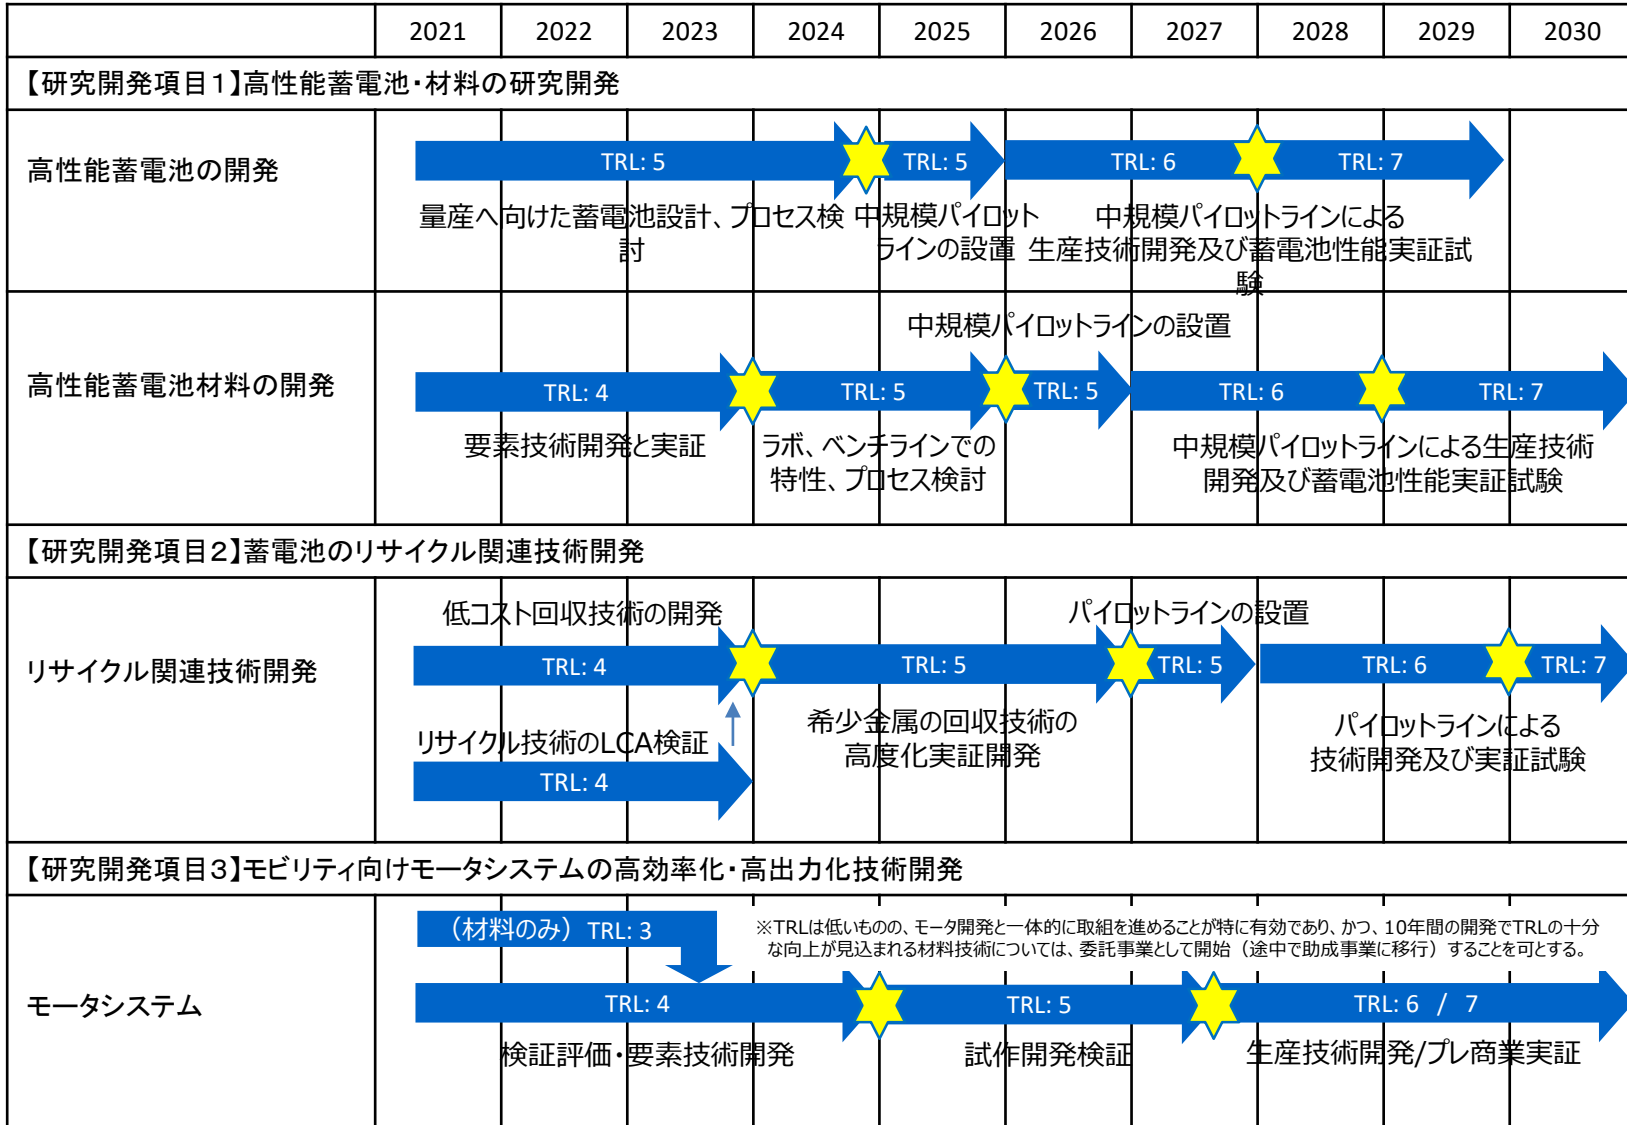 2021 2022 2023 2024 2025 2026 2027 2028 2029 2030
【研究開発項目1】高性能蓄電池・材料の研究開発
高性能蓄電池の開発
TRL: 5
TRL: 5
TRL: 6
TRL: 7
量産へ向けた蓄電池設計、プロセス検
討
中規模パイロット
ラインの設置
中規模パイロットラインによる
生産技術開発及び蓄電池性能実証試
験
高性能蓄電池材料の開発
中規模パイロットラインの設置
TRL: 4
TRL: 5
TRL: 5
TRL: 6
TRL: 7
要素技術開発と実証
ラボ、ベンチラインでの
特性、プロセス検討
中規模パイロットラインによる生産技術
開発及び蓄電池性能実証試験
【研究開発項目2】蓄電池のリサイクル関連技術開発
リサイクル関連技術開発
低コスト回収技術の開発
パイロットラインの設置
TRL: 4
TRL: 5
TRL: 5
TRL: 6
TRL: 7
リサイクル技術のLCA検証
TRL: 4
希少金属の回収技術の
高度化実証開発
パイロットラインによる
技術開発及び実証試験
【研究開発項目3】モビリティ向けモータシステムの高効率化・高出力化技術開発
モータシステム
（材料のみ）TRL: 3
※TRLは低いものの、モータ開発と一体的に取組を進めることが特に有効であり、かつ、10年間の開発でTRLの十分
な向上が見込まれる材料技術については、委託事業として開始（途中で助成事業に移行）することを可とする。
TRL: 4
TRL: 5
TRL: 6 / 7
検証評価・要素技術開発
試作開発検証
生産技術開発/プレ商業実証